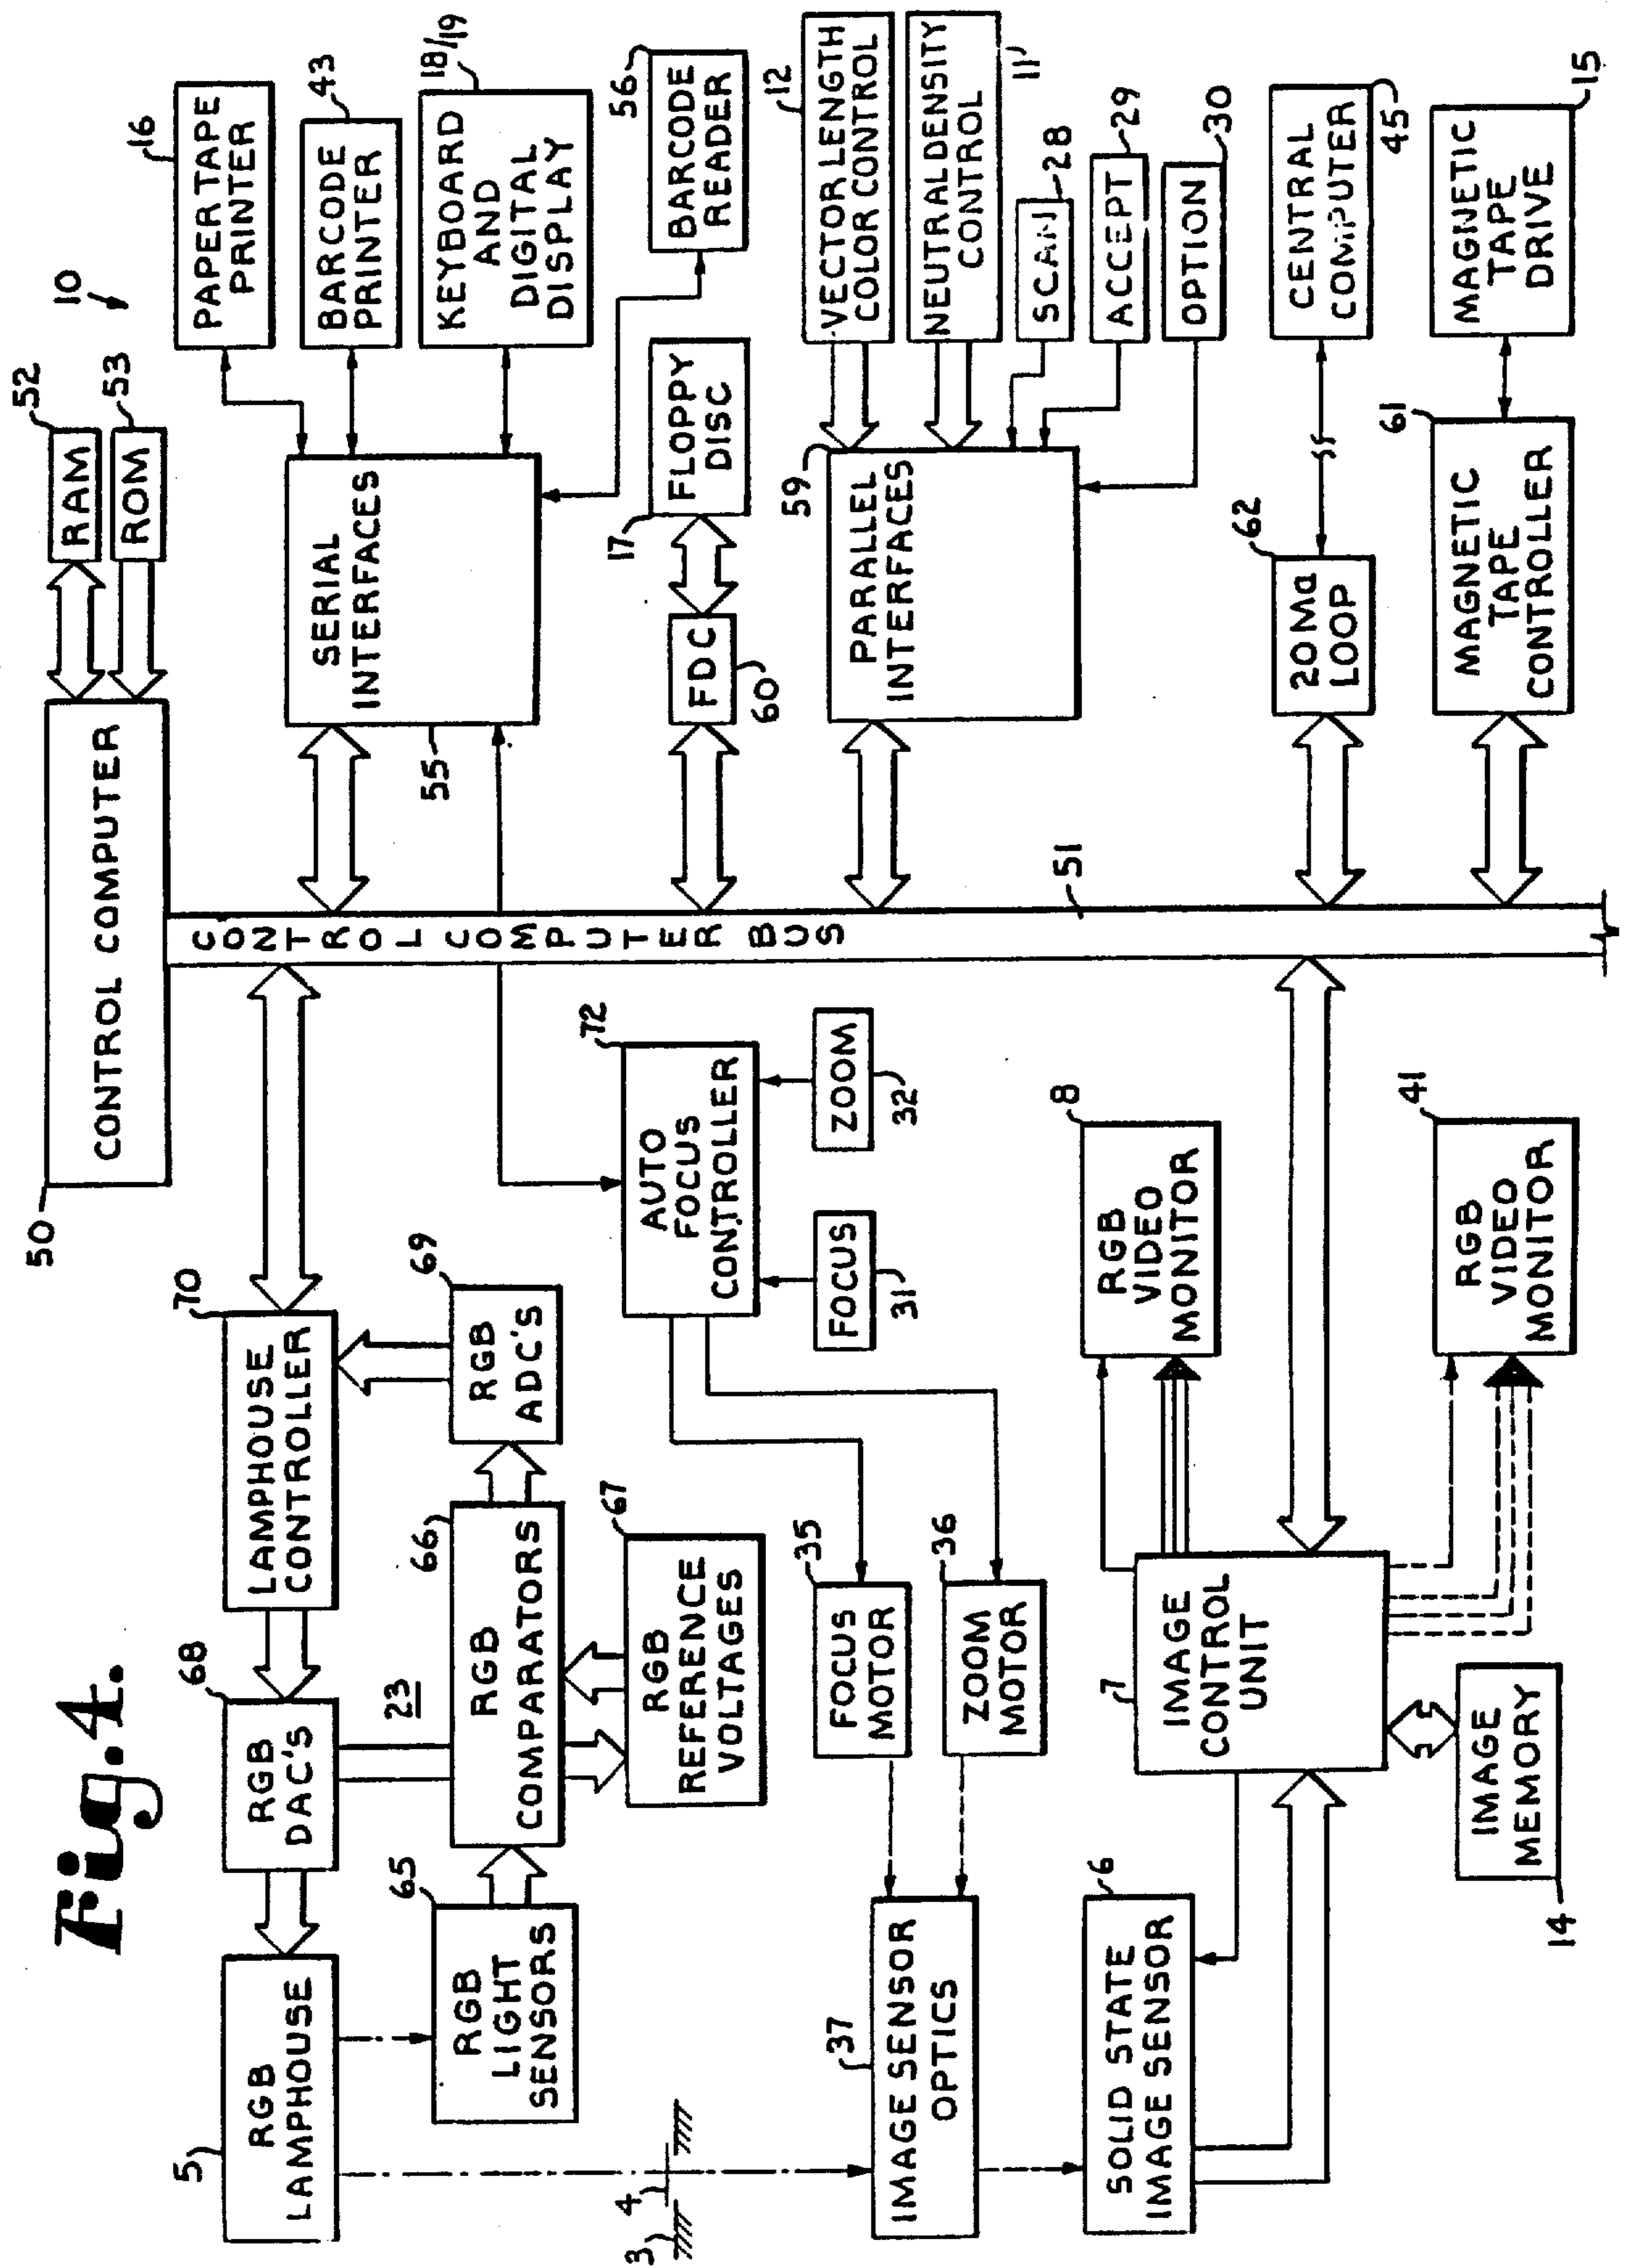 Fig. 4.
10
50
CONTROL COMPUTER
52
RAM
53
ROM
CONTROL COMPUTER BUS
51
16
PAPER TAPE
PRINTER
43
BARCODE
PRINTER
18/19
KEYBOARD
AND
DIGITAL
DISPLAY
56
BARCODE
READER
SERIAL
INTERFACES
55
17
FLOPPY
DISC
FDC
60
12
VECTOR LENGTH
COLOR CONTROL
NEUTRAL DENSITY
CONTROL
11
SCAN
28
ACCEPT
29
OPTION
30
59
PARALLEL
INTERFACES
62
20Ma
LOOP
CENTRAL
COMPUTER
45
61
MAGNETIC
TAPE
CONTROLLER
MAGNETIC
TAPE
DRIVE
15
5
RGB
LAMPHOUSE
68
RGB
DAC'S
70
LAMPHOUSE
CONTROLLER
23
65
RGB
LIGHT
SENSORS
66
RGB
COMPARATORS
69
RGB
ADC'S
67
RGB
REFERENCE
VOLTAGES
72
AUTO
FOCUS
CONTROLLER
FOCUS
31
ZOOM
32
3
4
35
FOCUS
MOTOR
36
ZOOM
MOTOR
37
IMAGE SENSOR
OPTICS
6
SOLID STATE
IMAGE SENSOR
7
IMAGE
CONTROL
UNIT
8
RGB
VIDEO
MONITOR
41
RGB
VIDEO
MONITOR
14
IMAGE
MEMORY